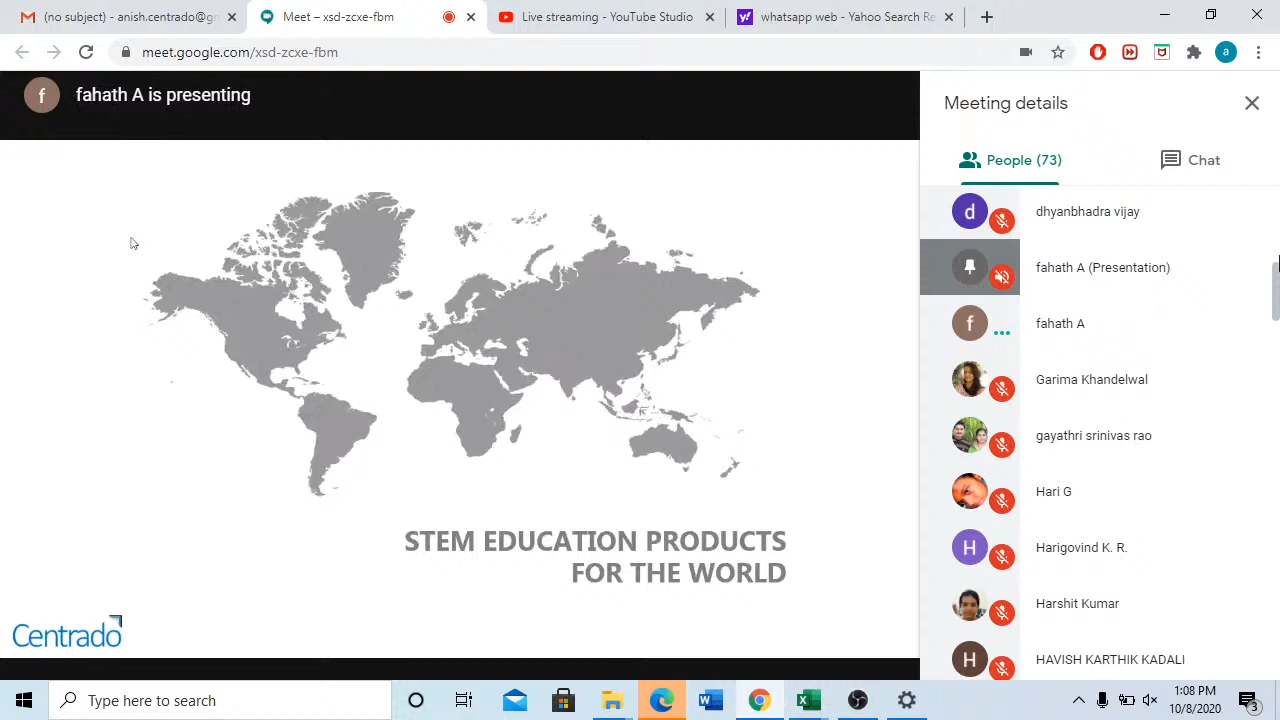 (no subject) - anish.centrado@gr
Meet – xsd-zcxe-fbm
Live streaming - YouTube Studio
whatsapp web - Yahoo Search Re
meet.google.com/xsd-zcxe-fbm
a
f
fahath A is presenting
Meeting details
People (73)
Chat
d
dhyanbhadra vijay
fahath A (Presentation)
f
fahath A
Garima Khandelwal
gayathri srinivas rao
Hari G
H
Harigovind K. R.
Harshit Kumar
H
HAVISH KARTHIK KADALI
STEM EDUCATION PRODUCTS
FOR THE WORLD
Centrado
Type here to search
1:08 PM
10/8/2020
3